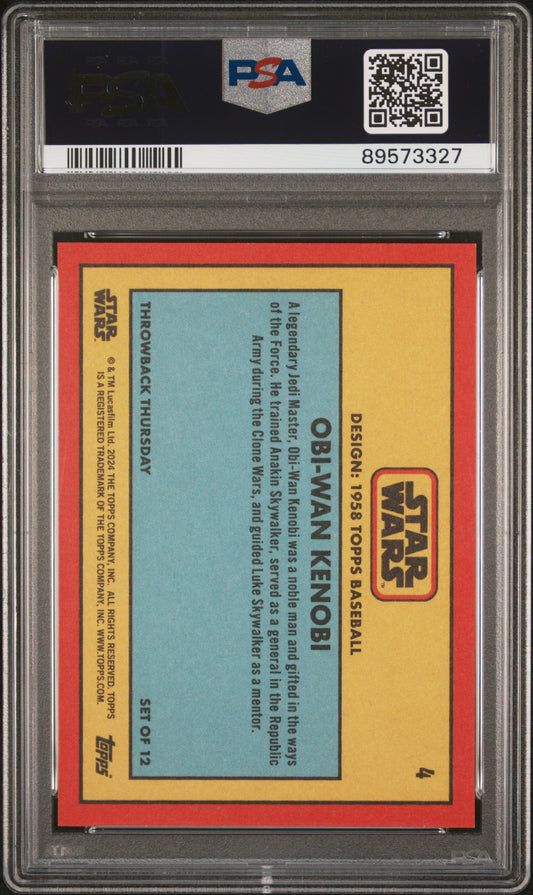 PSA
PSA
89573327
4
STAR
WARS
DESIGN: 1958 TOPPS BASEBALL
OBI-WAN KENOBI
A legendary Jedi Master, Obi-Wan Kenobi was a noble man and gifted in the ways
of the Force. He trained Anakin Skywalker, served as a general in the Republic
Army during the Clone Wars, and guided Luke Skywalker as a mentor.
THROWBACK THURSDAY SET OF 12
STAR
WARS
© & TM Lucasfilm Ltd. 2024 THE TOPPS COMPANY, INC. ALL RIGHTS RESERVED. TOPPS
IS A REGISTERED TRADEMARK OF THE TOPPS COMPANY, INC. WWW.TOPPS.COM.
topps
PSA